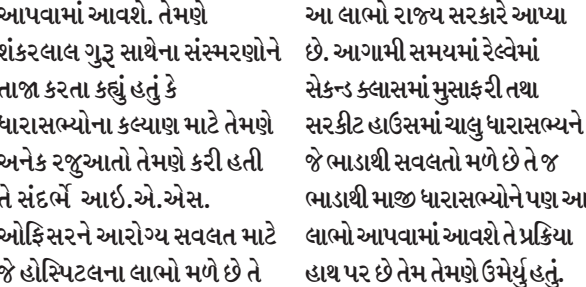 આપવામાં આવશે. તેમણે
શંકરલાલ ગુરૂ સાથેના સંસ્મરણોને
તાજા કરતા કહ્યું હતું કે
ધારાસભ્યોના કલ્યાણ માટે તેમણે
અનેક રજુઆતો તેમણે કરી હતી
તે સંદર્ભે આઇ.એ.એસ.
ઓફિસરને આરોગ્ય સવલત માટે
જે હોસ્પિટલના લાભો મળે છે તે
આ લાભો રાજ્ય સરકારે આપ્યા
છે. આગામી સમયમાં રેલ્વેમાં
સેકન્ડ ક્લાસમાં મુસાફરી તથા
સરકીટ હાઉસમાં ચાલુ ધારાસભ્યને
જે ભાડાથી સવલતો મળે છે તે જ
ભાડાથી માજી ધારાસભ્યોને પણ આ
લાભો આપવામાં આવશે તે પ્રક્રિયા
હાથ પર છે તેમ તેમણે ઉમેર્યુ હતું.